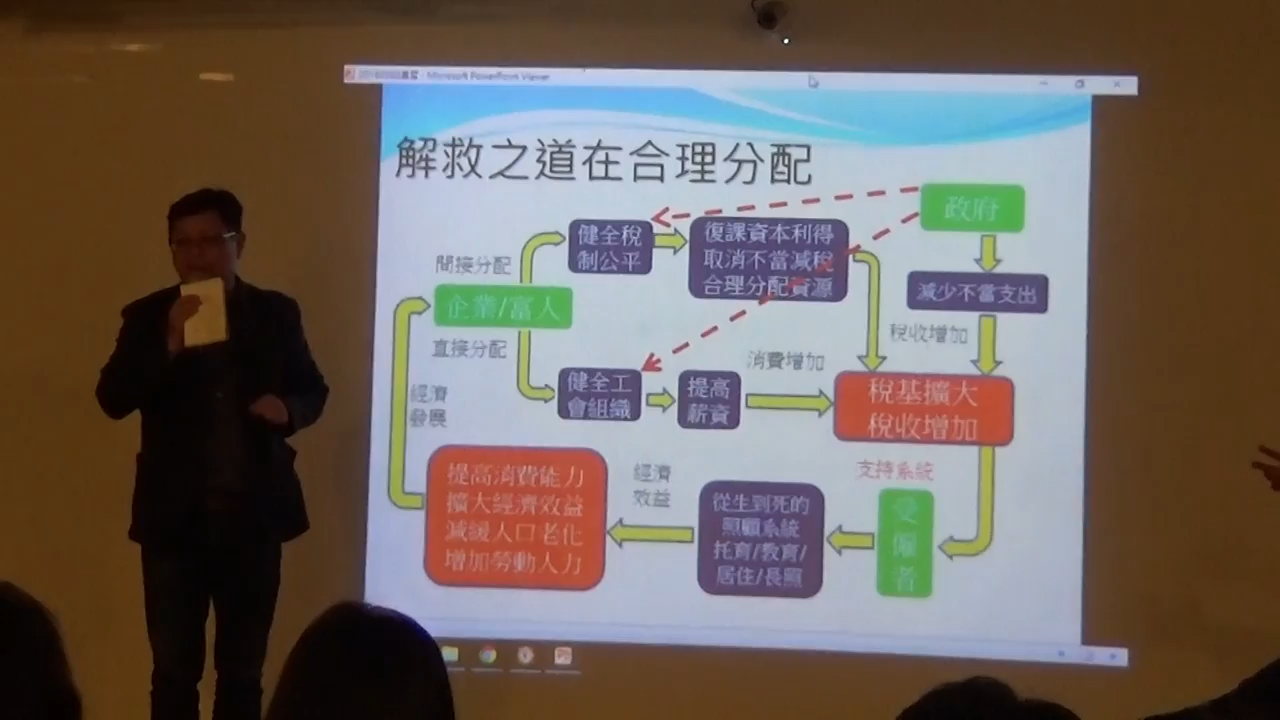 Microsoft PowerPoint Viewer
解救之道在合理分配
政府
健全稅
制公平
復課資本利得
取消不當減稅
合理分配資源
間接分配
減少不當支出
企業/富人
稅收增加
直接分配
消費增加
健全工
會組織
提高
薪資
稅基擴大
稅收增加
經濟
發展
支持系統
提高消費能力
擴大經濟效益
減緩人口老化
增加勞動人力
經濟
效益
從生到死的
照顧系統
托育/教育/
居住/長照
受
僱
者